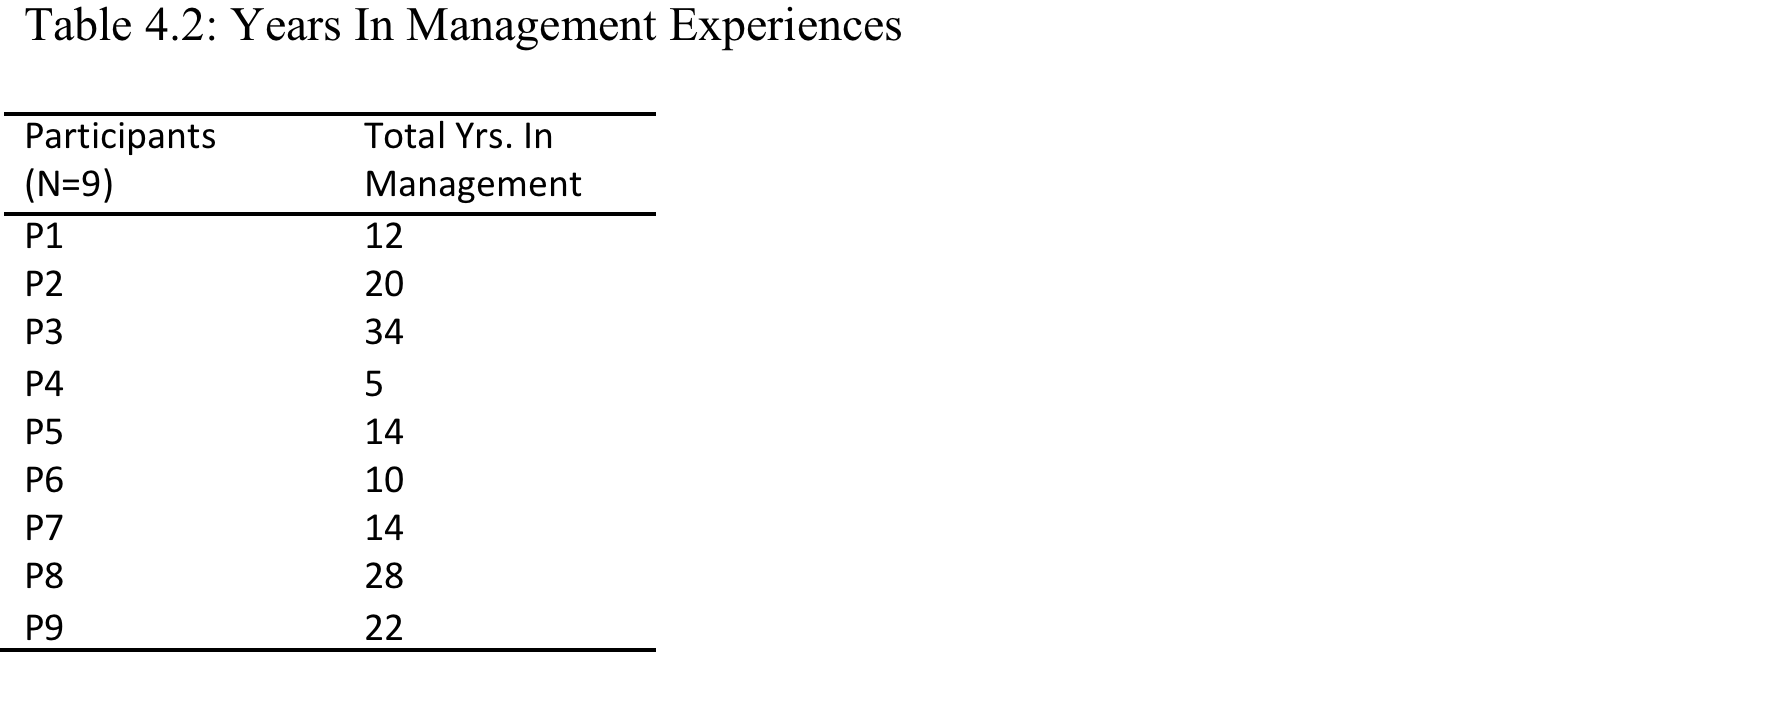 Table 4.2: Years In Management Experiences
Participants (N=9) Total Yrs. In Management
P1 12
P2 20
P3 34
P4 5
P5 14
P6 10
P7 14
P8 28
P9 22